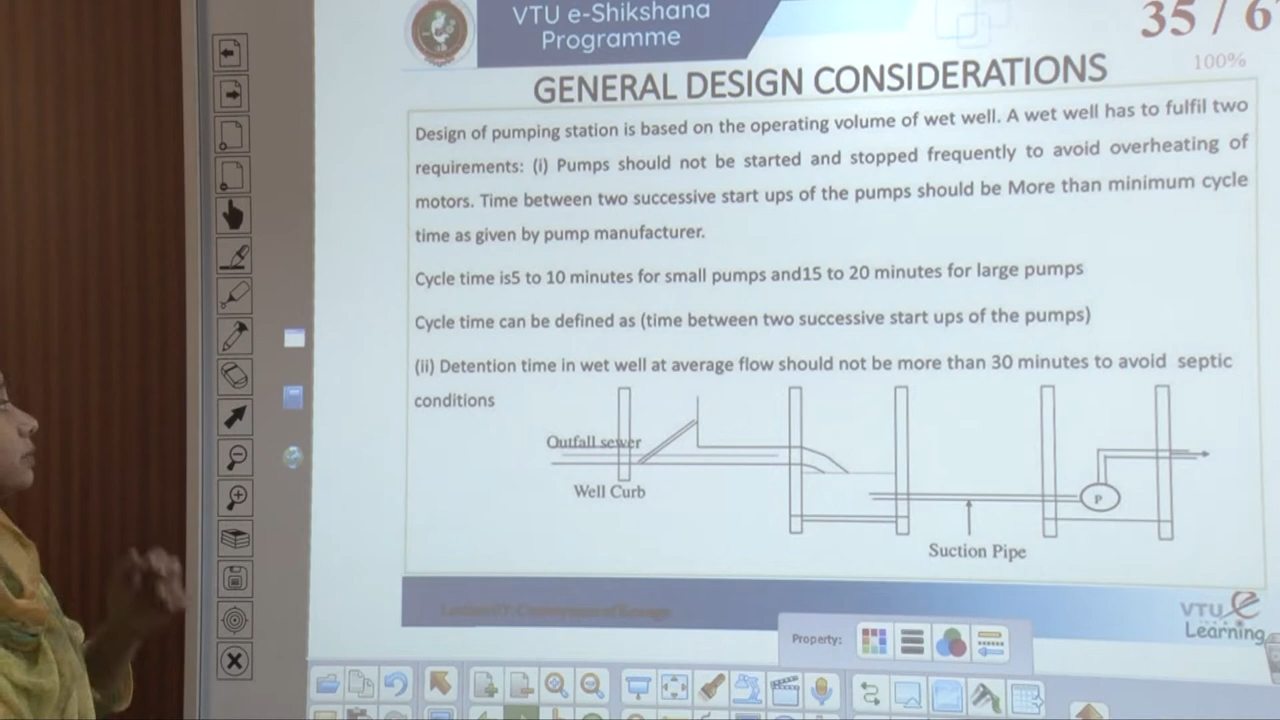 VTU e-Shikshana
Programme
35 / 6
100%
GENERAL DESIGN CONSIDERATIONS
Design of pumping station is based on the operating volume of wet well. A wet well has to fulfil two
requirements: (i) Pumps should not be started and stopped frequently to avoid overheating of
motors. Time between two successive start ups of the pumps should be More than minimum cycle
time as given by pump manufacturer.
Cycle time is5 to 10 minutes for small pumps and15 to 20 minutes for large pumps
Cycle time can be defined as (time between two successive start ups of the pumps)
(ii) Detention time in wet well at average flow should not be more than 30 minutes to avoid septic
conditions
Outfall sewer
Well Curb
P
Suction Pipe
VTU e
Learning
Property: